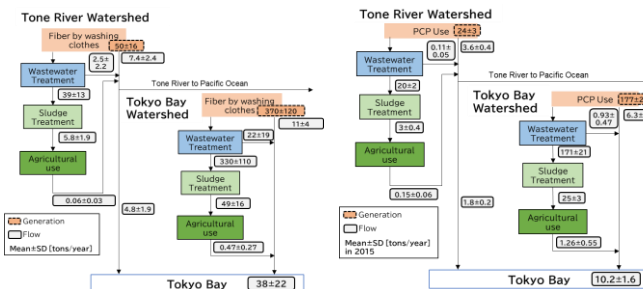 Tone River Watershed
Fiber by washing
clothes
50±16
2.5±
2.2
7.4±2.4
Wastewater
Treatment
39±13
Sludge
Treatment
5.8±1.9
Agricultural
use
0.06±0.03
Tone River to Pacific Ocean
Tokyo Bay
Watershed
Fiber by washing
clothes
370±120
11±4
Wastewater
Treatment
22±19
330±110
Sludge
Treatment
49±16
Agricultural
use
0.47±0.27
4.8±1.9
Generation
Flow
Mean±SD [tons/year]
Tokyo Bay
38±22
Tone River Watershed
PCP Use
24±3
0.11±
0.05
3.6±0.4
Wastewater
Treatment
20±2
Sludge
Treatment
3±0.4
Agricultural
use
0.15±0.06
Tone River to Pacific Ocean
Tokyo Bay
Watershed
PCP Use
0.93±
0.47
Wastewater
Treatment
171±21
Sludge
Treatment
25±3
Agricultural
use
1.26±0.55
1.8±0.2
Generation
Flow
Mean±SD [tons/year]
in 2015
Tokyo Bay
10.2±1.6